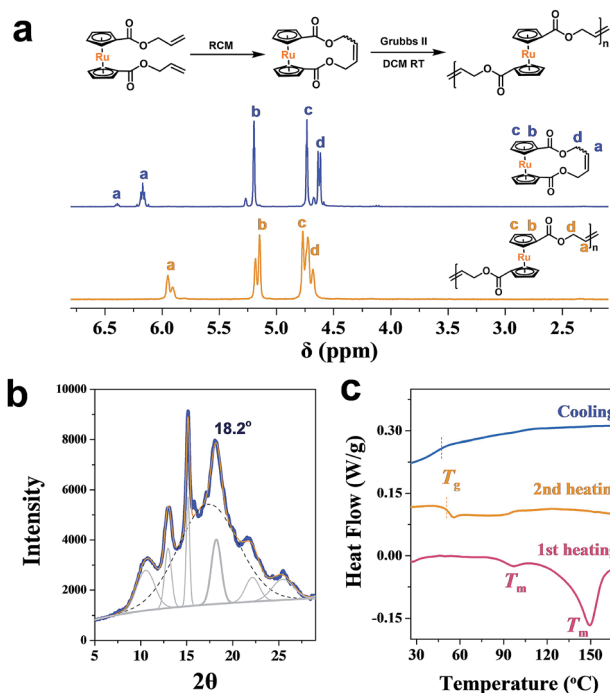 a
RCM
Grubbs II
DCM RT
Ru
O
O
O
O
Ru
O
O
O
O
Ru
O
O
O
O
n
a
a
b
c
d
c b
d
a
Ru
O
O
O
O
a
b
c
d
c b
d
a
Ru
O
O
O
O
n
6.5 6.0 5.5 5.0 4.5 4.0 3.5 3.0 2.5
δ (ppm)
b
18.2°
Intensity
10000
8000
6000
4000
2000
0
5 10 15 20 25
2θ
c
Cooling
Tg
2nd heating
1st heating
Tm
Tm
Heat Flow (W/g)
0.30
0.15
0.00
-0.15
30 60 90 120 150
Temperature (°C)